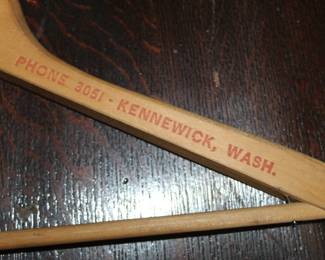 PHONE 3051 - KENNEWICK, WASH.